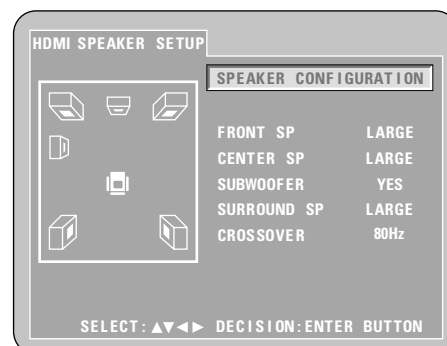 HDMI SPEAKER SETUP
SPEAKER CONFIGURATION
FRONT SP LARGE
CENTER SP LARGE
SUBWOOFER YES
SURROUND SP LARGE
CROSSOVER 80Hz
SELECT:▲▼◄► DECISION:ENTER BUTTON